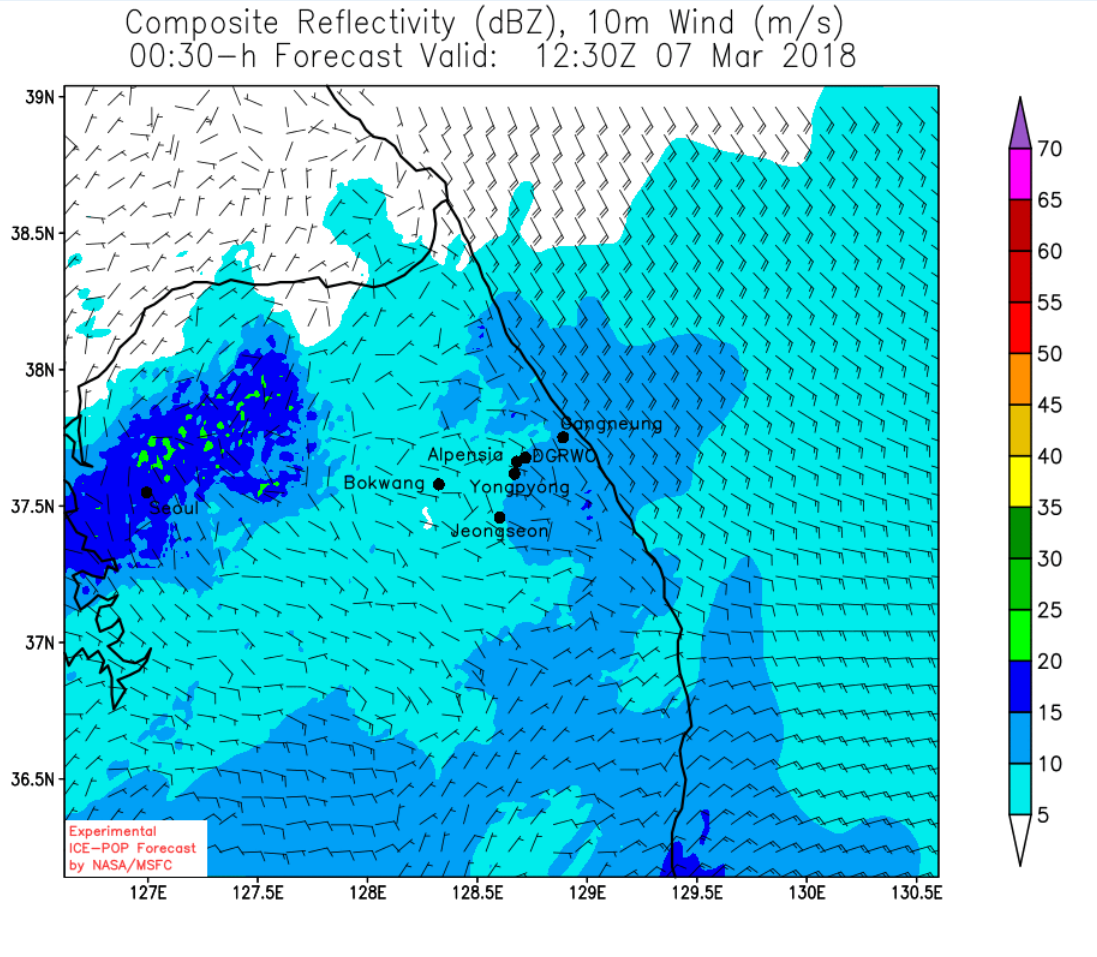 Composite Reflectivity (dBZ), 10m Wind (m/s)
00:30-h Forecast Valid: 12:30Z 07 Mar 2018
39N
38.5N
38N
37.5N
37N
36.5N
127E
127.5E
128E
128.5E
129E
129.5E
130E
130.5E
Gangneung
Alpensia
DGRWO
Bokwang
Yongpyong
Seoul
Jeongseon
Experimental
ICE-POP Forecast
by NASA/MSFC
70
65
60
55
50
45
40
35
30
25
20
15
10
5